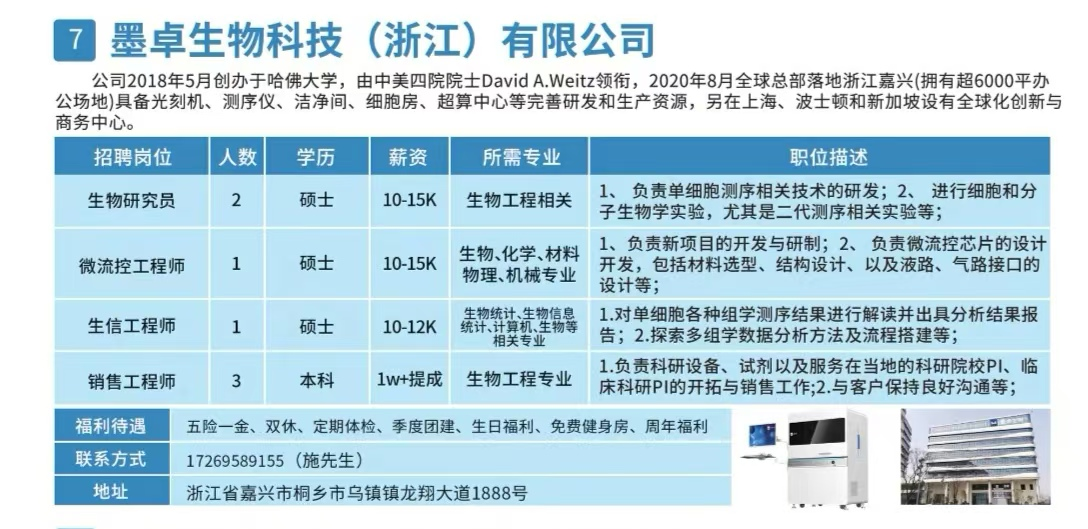 7 墨卓生物科技（浙江）有限公司
公司2018年5月创办于哈佛大学，由中美四院院士David A.Weitz领衔，2020年8月全球总部落地浙江嘉兴(拥有超6000平办
公场地)具备光刻机、测序仪、洁净间、细胞房、超算中心等完善研发和生产资源，另在上海、波士顿和新加坡设有全球化创新与
商务中心。
招聘岗位 人数 学历 薪资 所需专业 职位描述
生物研究员 2 硕士 10-15K 生物工程相关
1、 负责单细胞测序相关技术的研发；2、 进行细胞和分
子生物学实验，尤其是二代测序相关实验等；
微流控工程师 1 硕士 10-15K
生物、化学、材料
物理、机械专业
1、负责新项目的开发与研制；2、 负责微流控芯片的设计
开发，包括材料选型、结构设计、以及液路、气路接口的
设计等；
生信工程师 1 硕士 10-12K
生物统计、生物信息
统计、计算机、生物等
相关专业
1.对单细胞各种组学测序结果进行解读并出具分析结果报
告；2.探索多组学数据分析方法及流程搭建等；
销售工程师 3 本科 1w+提成 生物工程专业
1.负责科研设备、试剂以及服务在当地的科研院校PI、临
床科研PI的开拓与销售工作;2.与客户保持良好沟通等；
福利待遇 五险一金、双休、定期体检、季度团建、生日福利、免费健身房、周年福利
联系方式 17269589155（施先生）
地址 浙江省嘉兴市桐乡市乌镇镇龙翔大道1888号